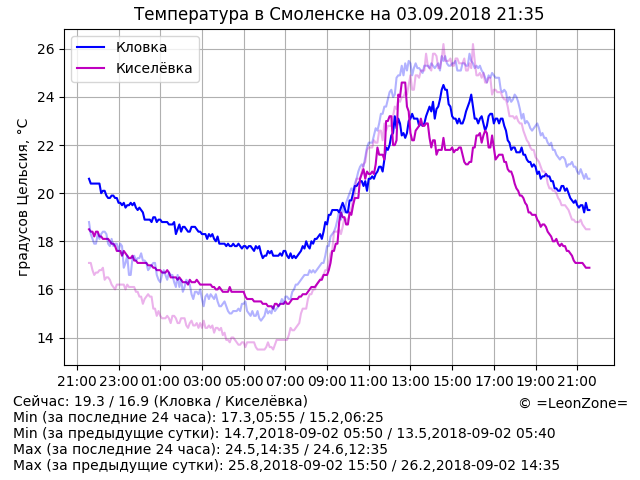 Температура в Смоленске на 03.09.2018 21:35
Кловка
Киселёвка
градусов Цельсия, °C
26
24
22
20
18
16
14
21:00 23:00 01:00 03:00 05:00 07:00 09:00 11:00 13:00 15:00 17:00 19:00 21:00
Сейчас: 19.3 / 16.9 (Кловка / Киселёвка)
© =LeonZone=
Min (за последние 24 часа): 17.3,05:55 / 15.2,06:25
Min (за предыдущие сутки): 14.7,2018-09-02 05:50 / 13.5,2018-09-02 05:40
Max (за последние 24 часа): 24.5,14:35 / 24.6,12:35
Max (за предыдущие сутки): 25.8,2018-09-02 15:50 / 26.2,2018-09-02 14:35